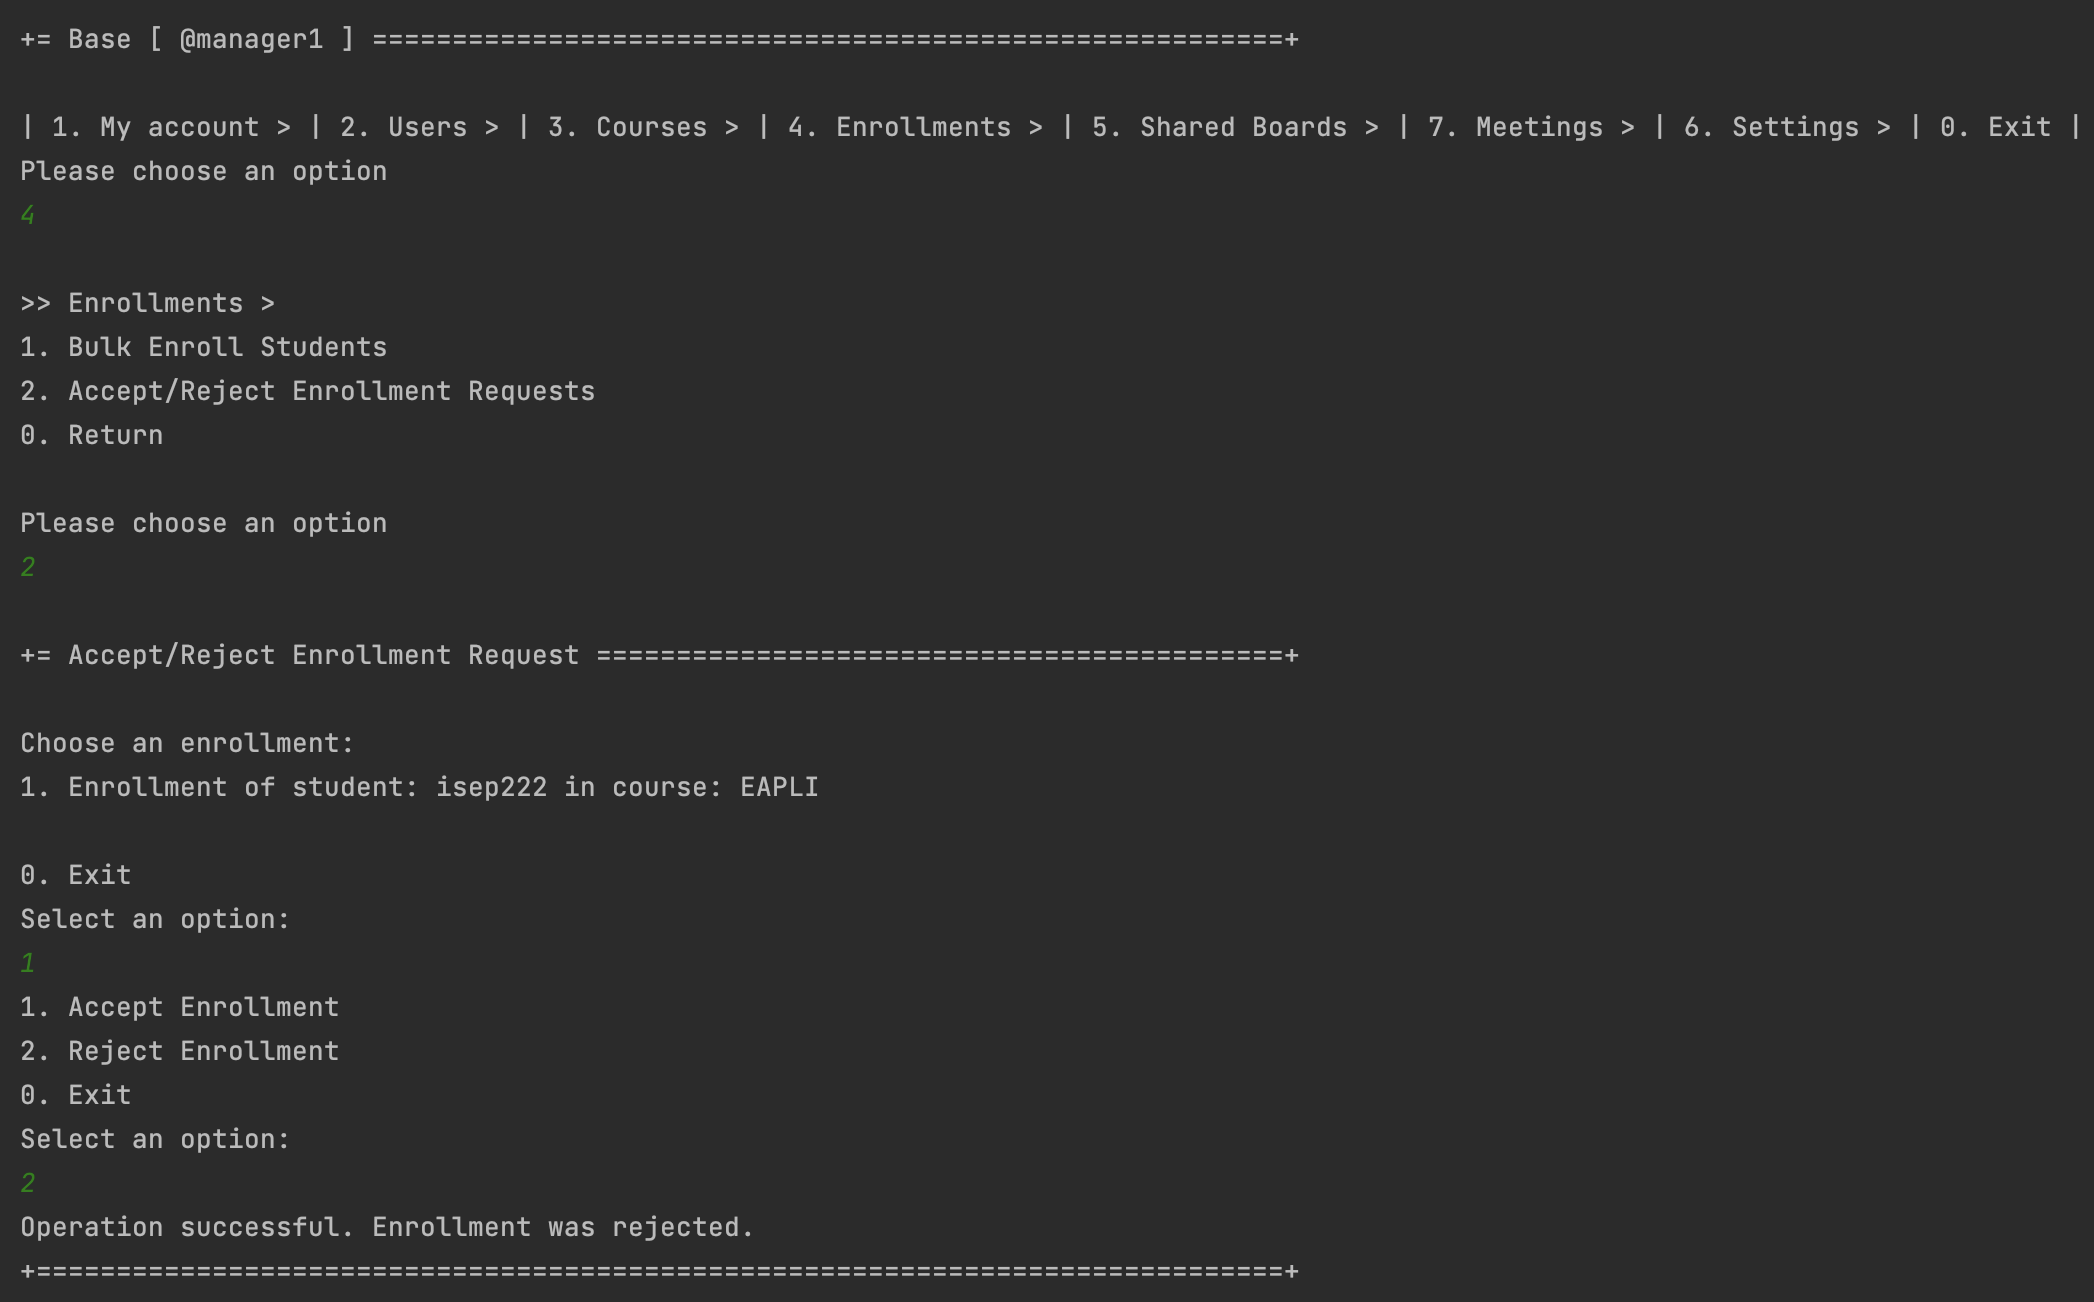 += Base [ @manager1 ] =========================================================+
| 1. My account > | 2. Users > | 3. Courses > | 4. Enrollments > | 5. Shared Boards > | 7. Meetings > | 6. Settings > | 0. Exit |
Please choose an option
4
>> Enrollments >
1. Bulk Enroll Students
2. Accept/Reject Enrollment Requests
0. Return
Please choose an option
2
+= Accept/Reject Enrollment Request ===========================================+
Choose an enrollment:
1. Enrollment of student: isep222 in course: EAPLI
0. Exit
Select an option:
1
1. Accept Enrollment
2. Reject Enrollment
0. Exit
Select an option:
2
Operation successful. Enrollment was rejected.
+==============================================================================+